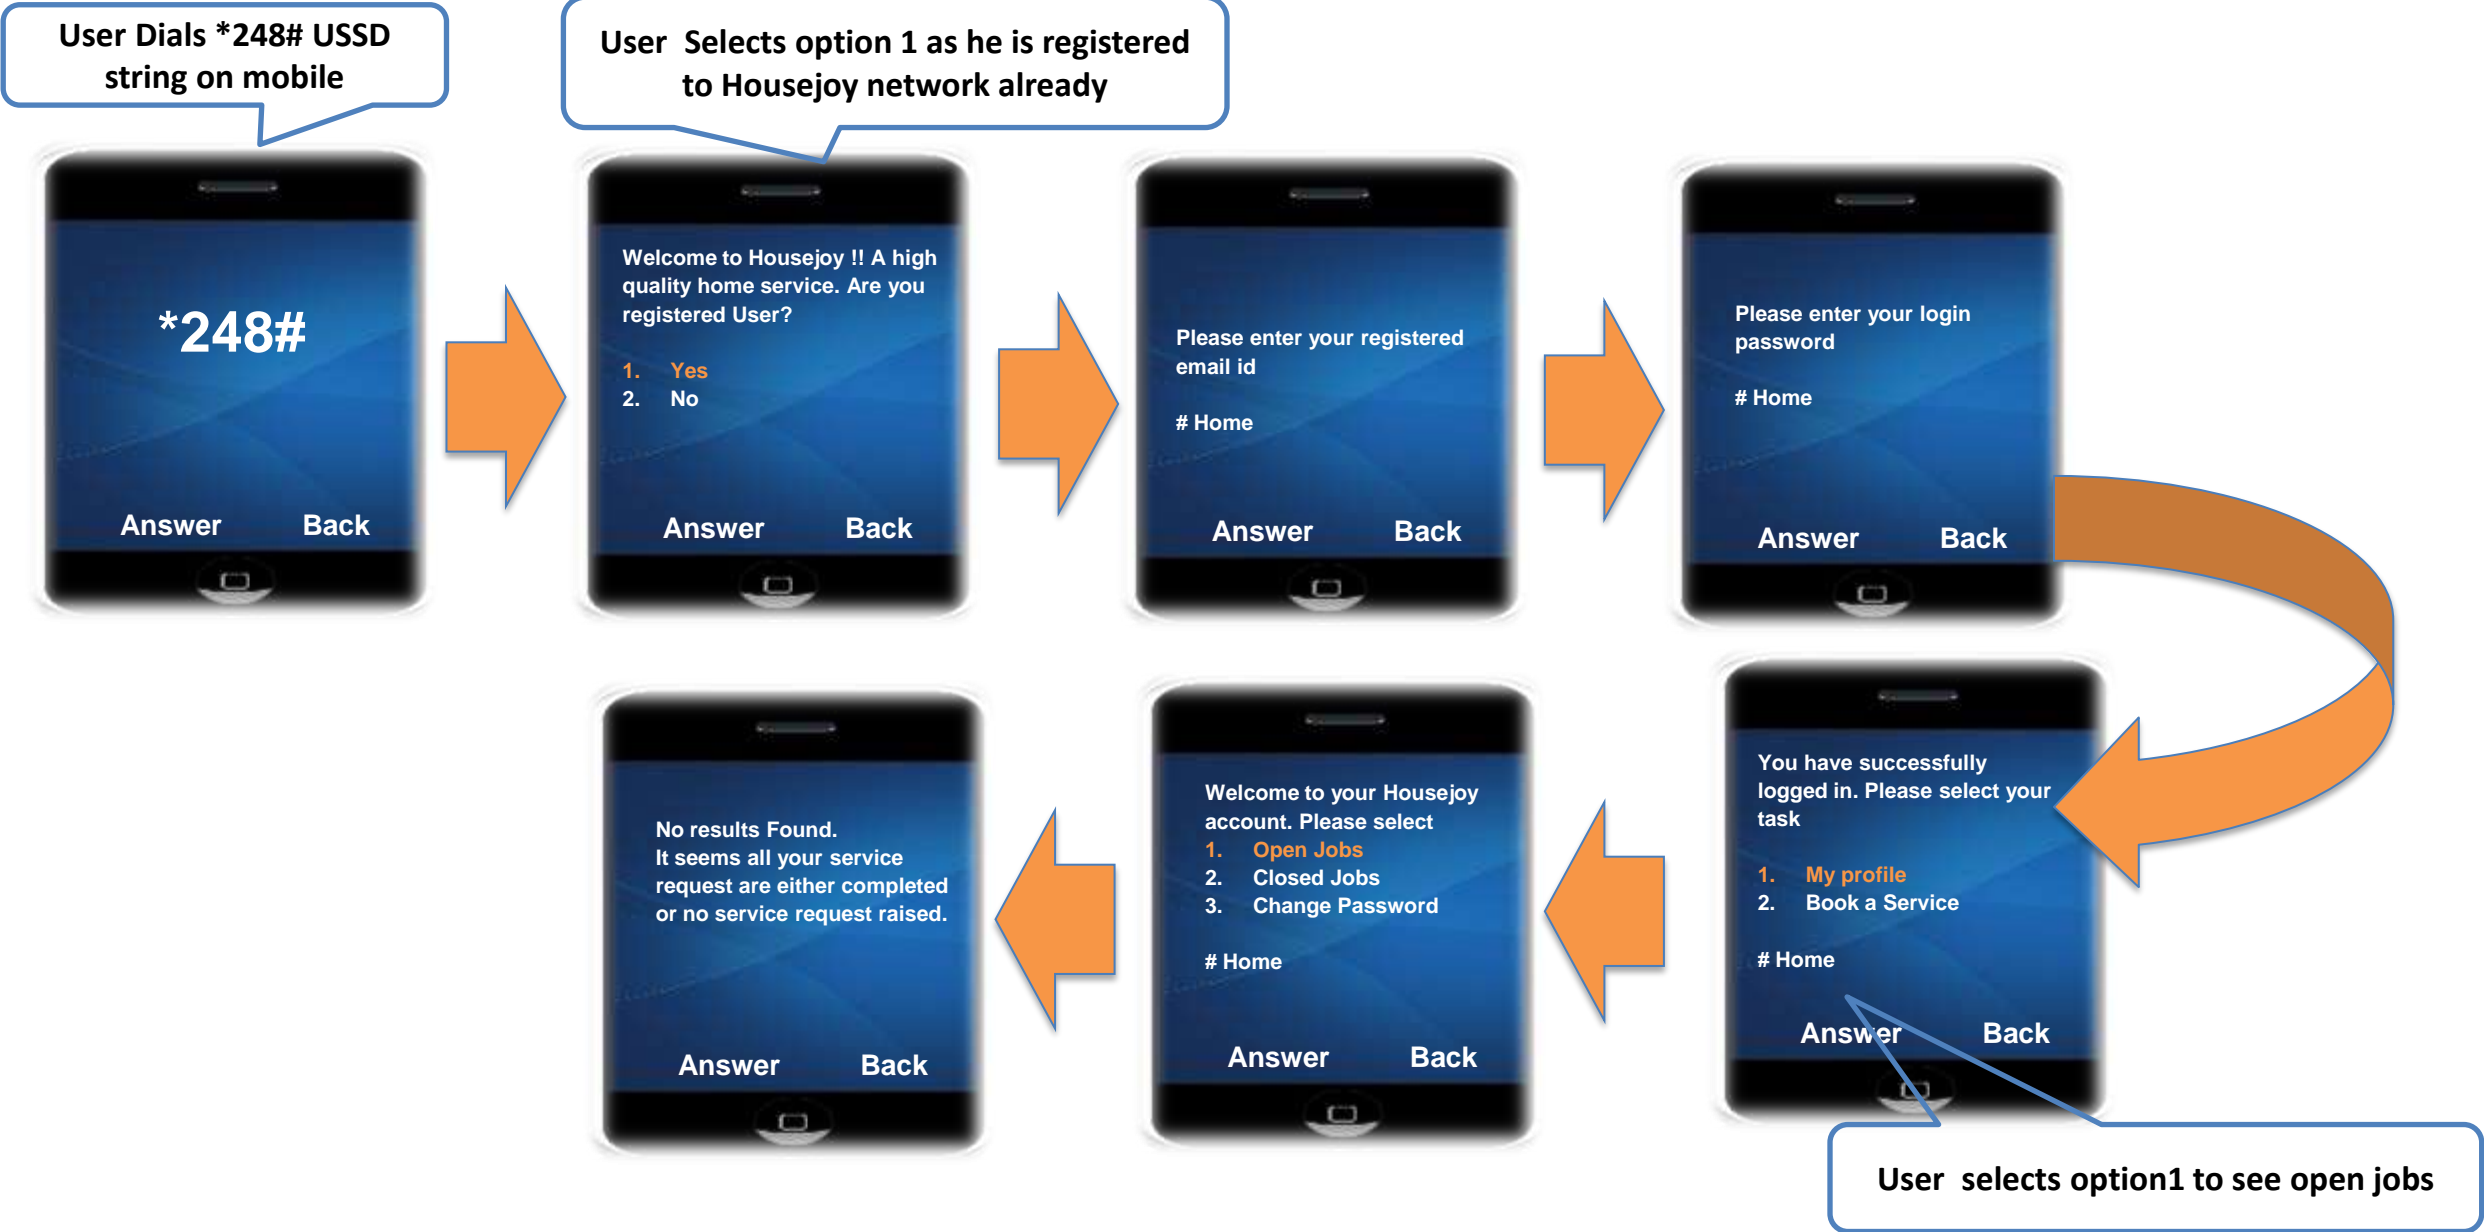 User Dials *248# USSD
string on mobile
User  Selects option 1 as he is registered
to Housejoy network already
*248#
Answer Back
Welcome to Housejoy !! A high
quality home service. Are you
registered User?
1. Yes
2. No
Answer Back
Please enter your registered
email id
# Home
Answer Back
Please enter your login
password
# Home
Answer Back
You have successfully
logged in. Please select your
task
1. My profile
2. Book a Service
# Home
Answer Back
User  selects option1 to see open jobs
Welcome to your Housejoy
account. Please select
1. Open Jobs
2. Closed Jobs
3. Change Password
# Home
Answer Back
No results Found.
It seems all your service
request are either completed
or no service request raised.
Answer Back